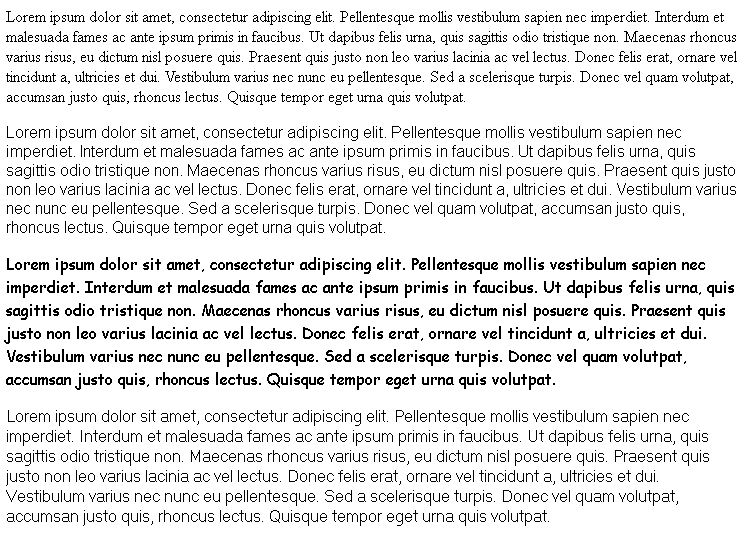 Lorem ipsum dolor sit amet, consectetur adipiscing elit. Pellentesque mollis vestibulum sapien nec imperdiet. Interdum et
malesuada fames ac ante ipsum primis in faucibus. Ut dapibus felis urna, quis sagittis odio tristique non. Maecenas rhoncus
varius risus, eu dictum nisl posuere quis. Praesent quis justo non leo varius lacinia ac vel lectus. Donec felis erat, ornare vel
tincidunt a, ultricies et dui. Vestibulum varius nec nunc eu pellentesque. Sed a scelerisque turpis. Donec vel quam volutpat,
accumsan justo quis, rhoncus lectus. Quisque tempor eget urna quis volutpat.
Lorem ipsum dolor sit amet, consectetur adipiscing elit. Pellentesque mollis vestibulum sapien nec
imperdiet. Interdum et malesuada fames ac ante ipsum primis in faucibus. Ut dapibus felis urna, quis
sagittis odio tristique non. Maecenas rhoncus varius risus, eu dictum nisl posuere quis. Praesent quis justo
non leo varius lacinia ac vel lectus. Donec felis erat, ornare vel tincidunt a, ultricies et dui. Vestibulum varius
nec nunc eu pellentesque. Sed a scelerisque turpis. Donec vel quam volutpat, accumsan justo quis,
rhoncus lectus. Quisque tempor eget urna quis volutpat.
Lorem ipsum dolor sit amet, consectetur adipiscing elit. Pellentesque mollis vestibulum sapien nec
imperdiet. Interdum et malesuada fames ac ante ipsum primis in faucibus. Ut dapibus felis urna, quis
sagittis odio tristique non. Maecenas rhoncus varius risus, eu dictum nisl posuere quis. Praesent quis
justo non leo varius lacinia ac vel lectus. Donec felis erat, ornare vel tincidunt a, ultricies et dui.
Vestibulum varius nec nunc eu pellentesque. Sed a scelerisque turpis. Donec vel quam volutpat,
accumsan justo quis, rhoncus lectus. Quisque tempor eget urna quis volutpat.
Lorem ipsum dolor sit amet, consectetur adipiscing elit. Pellentesque mollis vestibulum sapien nec
imperdiet. Interdum et malesuada fames ac ante ipsum primis in faucibus. Ut dapibus felis urna, quis
sagittis odio tristique non. Maecenas rhoncus varius risus, eu dictum nisl posuere quis. Praesent quis
justo non leo varius lacinia ac vel lectus. Donec felis erat, ornare vel tincidunt a, ultricies et dui.
Vestibulum varius nec nunc eu pellentesque. Sed a scelerisque turpis. Donec vel quam volutpat,
accumsan justo quis, rhoncus lectus. Quisque tempor eget urna quis volutpat.